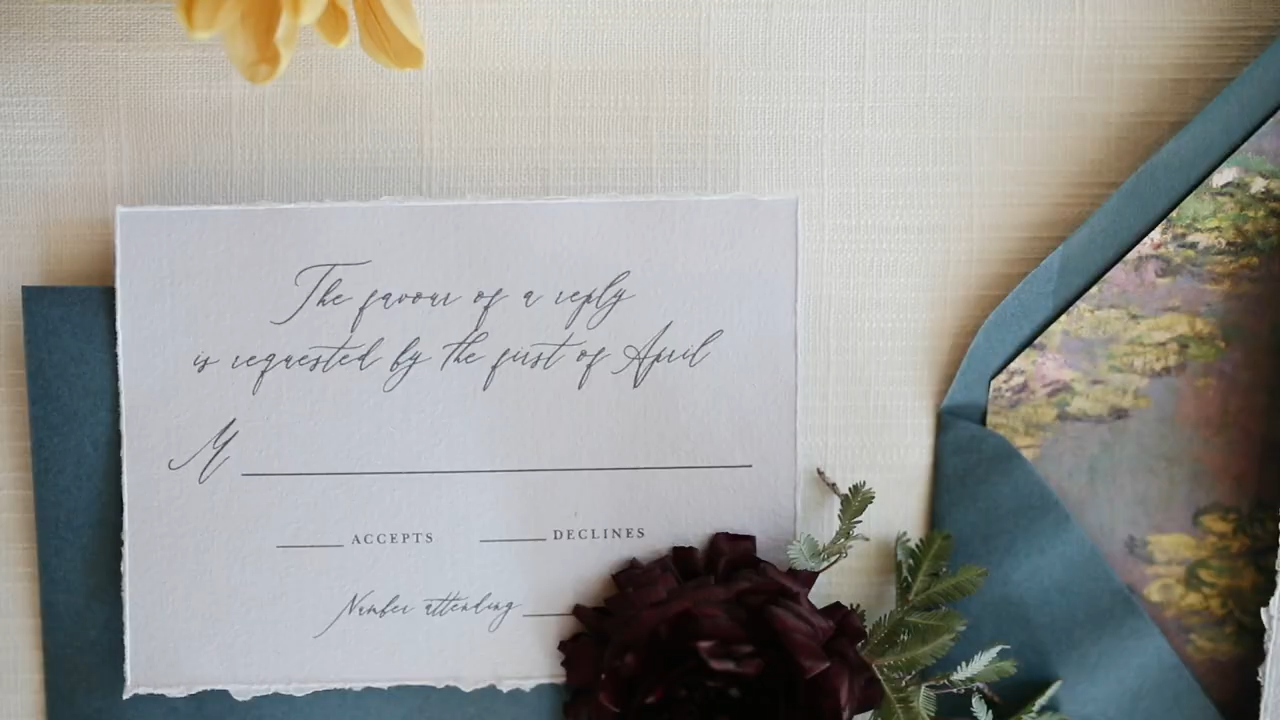 The favour of a reply
is requested by the first of April
M
ACCEPTS DECLINES
Number attending